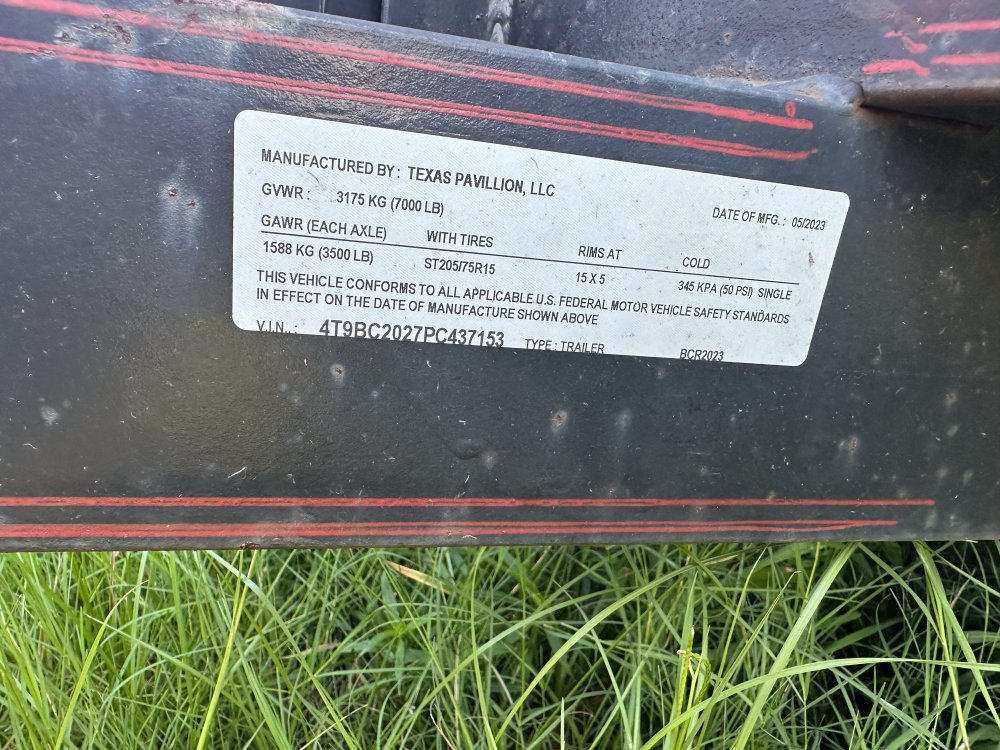 MANUFACTURED BY: TEXAS PAVILLION, LLC
GVWR: 3175 KG (7000 LB) DATE OF MFG.: 05/2023
GAWR (EACH AXLE) WITH TIRES RIMS AT COLD
1588 KG (3500 LB) ST205/75R15 15 X 5 345 KPA (50 PSI) SINGLE
THIS VEHICLE CONFORMS TO ALL APPLICABLE U.S. FEDERAL MOTOR VEHICLE SAFETY STANDARDS
IN EFFECT ON THE DATE OF MANUFACTURE SHOWN ABOVE
V.I.N.: 4T9BC2027PC437153 TYPE: TRAILER BCR2023